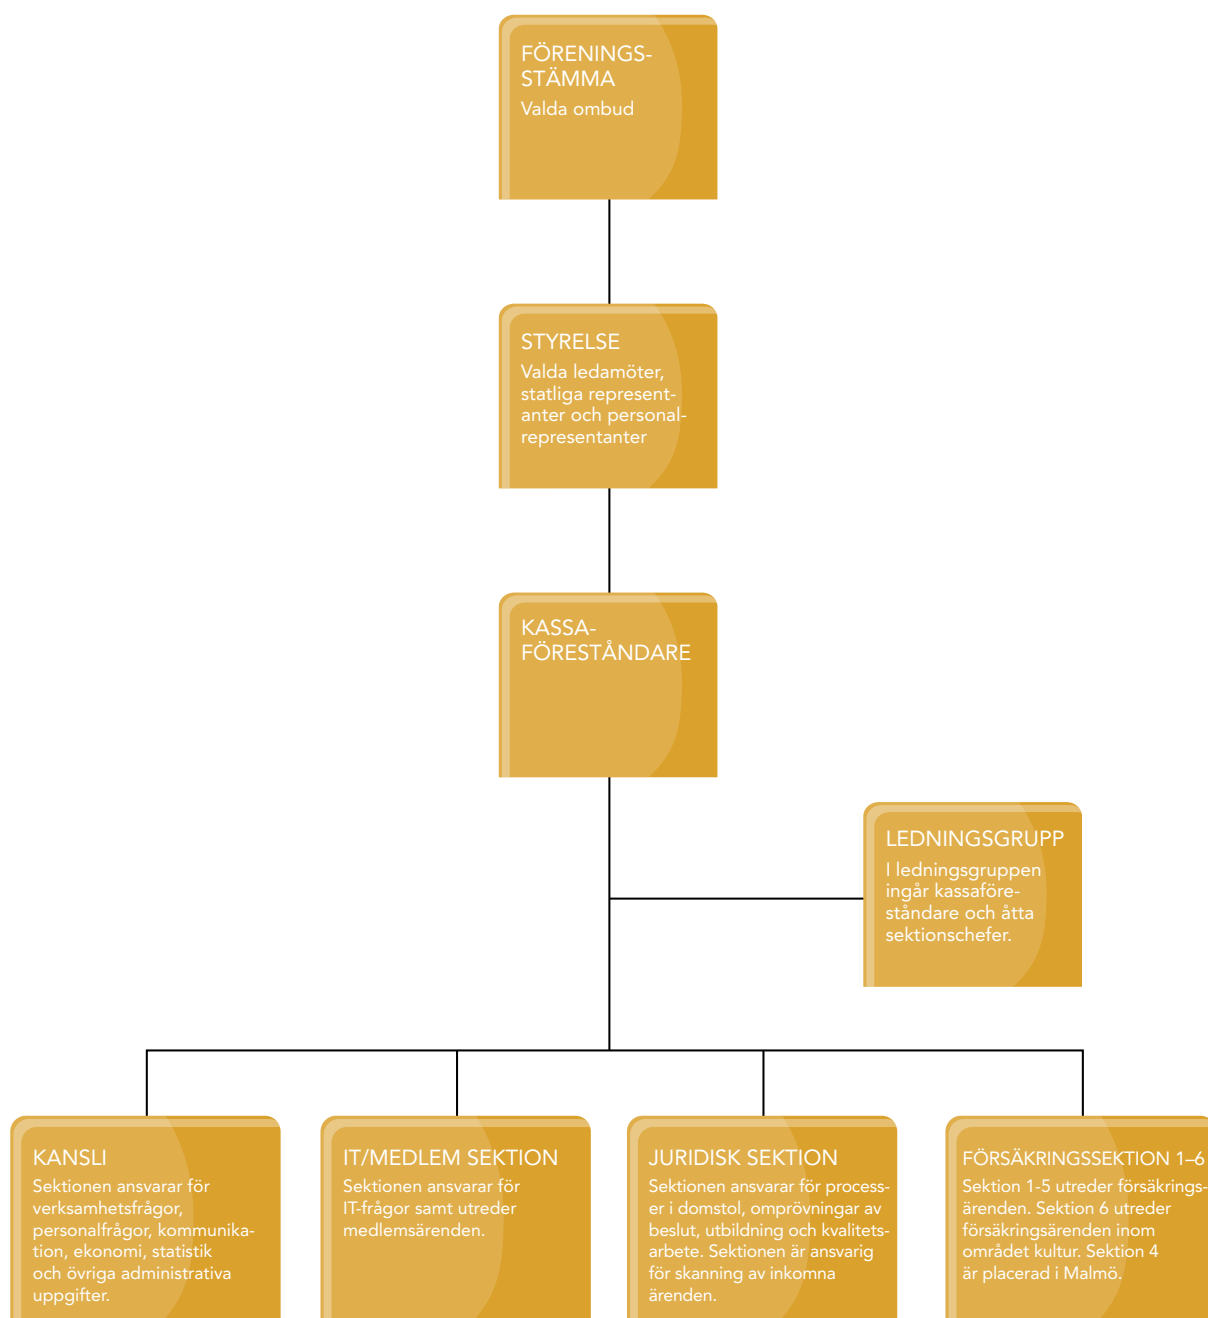 FÖRENINGS-
STÄMMA
Valda ombud
STYRELSE
Valda ledamöter,
statliga represent-
anter och personal-
representanter
KASSA-
FÖRESTÅNDARE
LEDNINGSGRUPP
I ledningsgruppen
ingår kassaföre-
ståndare och åtta
sektionschefer.
KANSLI
Sektionen ansvarar för
verksamhetsfrågor,
personalfrågor, kommunika-
tion, ekonomi, statistik
och övriga administrativa
uppgifter.
IT/MEDLEM SEKTION
Sektionen ansvarar för
IT-frågor samt utreder
medlemsärenden.
JURIDISK SEKTION
Sektionen ansvarar för process-
er i domstol, omprövningar av
beslut, utbildning och kvalitets-
arbete. Sektionen är ansvarig
för skanning av inkomna
ärenden.
FÖRSÄKRINGSSEKTION 1–6
Sektion 1-5 utreder försäkrings-
ärenden. Sektion 6 utreder
försäkringsärenden inom
området kultur. Sektion 4
är placerad i Malmö.